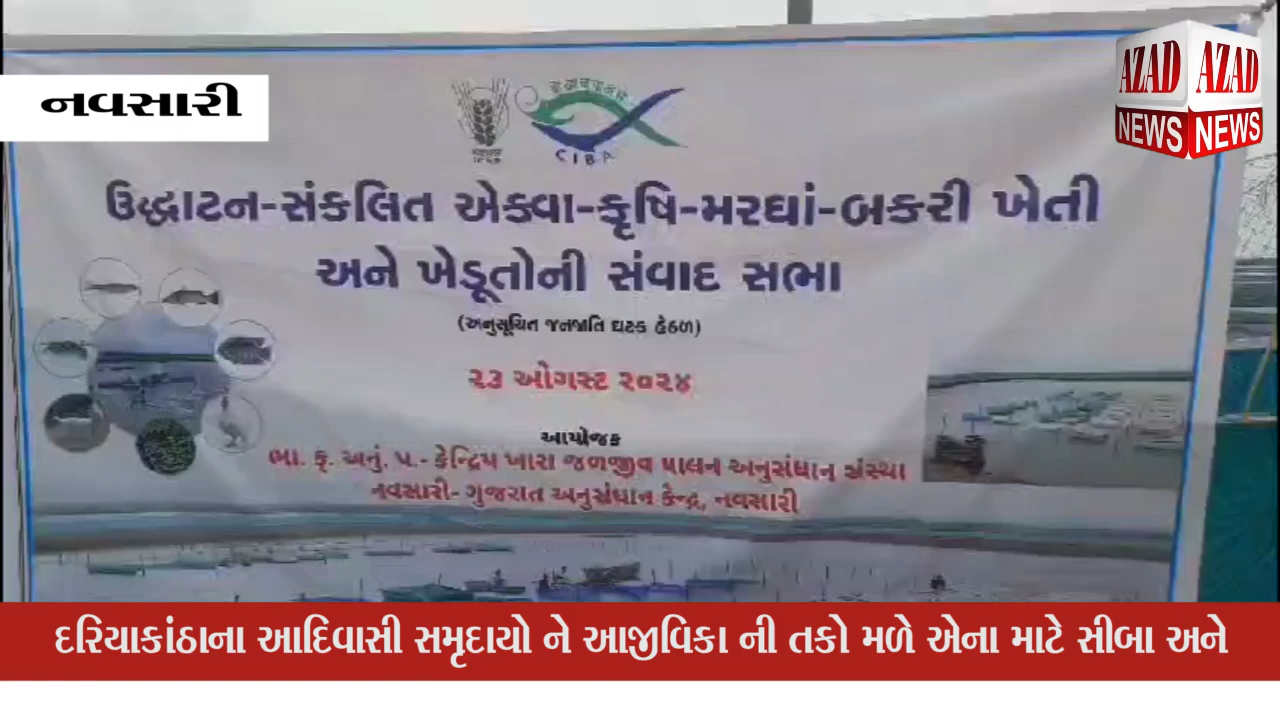 નવસારી
AZAD AZAD
NEWS NEWS
CIBA
ઉદ્ધાટન-સંકલિત એક્વા-કૃષિ-મરઘાં-બકરી ખેતી
અને ખેડૂતોની સંવાદ સભા
(અનુસૂચિત જનજાતિ ઘટક હેઠળ)
૨૩ ઓગસ્ટ ૨૦૨૪
આયોજક
ભા. કૃ. અનું. પ.- કેન્દ્રિય ખારા જળજીવ પાલન અનુસંધાન સંસ્થા
નવસારી- ગુજરાત અનુસંધાન કેન્દ્ર, નવસારી
દરિયાકાંઠાના આદિવાસી સમૃદાયો ને આજીવિકા ની તકો મળે એના માટે સીબા અને